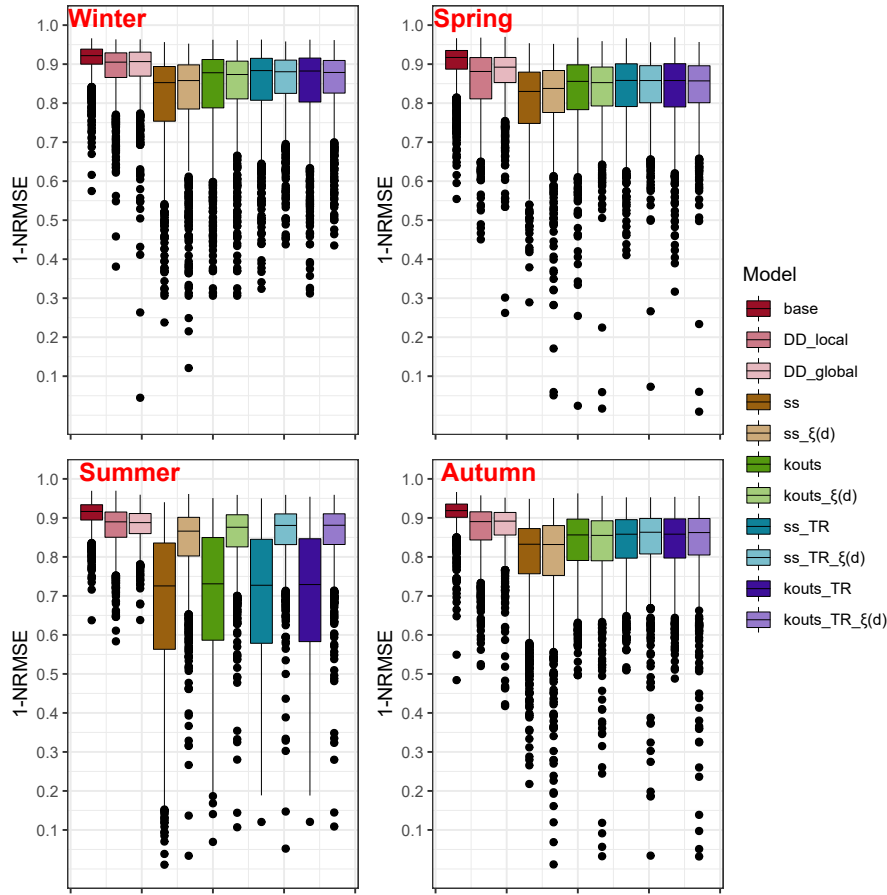 Winter
1.0
0.9
0.8
0.7
0.6
0.5
0.4
0.3
0.2
0.1
1-NRMSE
Spring
1.0
0.9
0.8
0.7
0.6
0.5
0.4
0.3
0.2
0.1
1-NRMSE
Summer
1.0
0.9
0.8
0.7
0.6
0.5
0.4
0.3
0.2
0.1
1-NRMSE
Autumn
1.0
0.9
0.8
0.7
0.6
0.5
0.4
0.3
0.2
0.1
1-NRMSE
Model
base
DD_local
DD_global
ss
ss_ξ(d)
kouts
kouts_ξ(d)
ss_TR
ss_TR_ξ(d)
kouts_TR
kouts_TR_ξ(d)